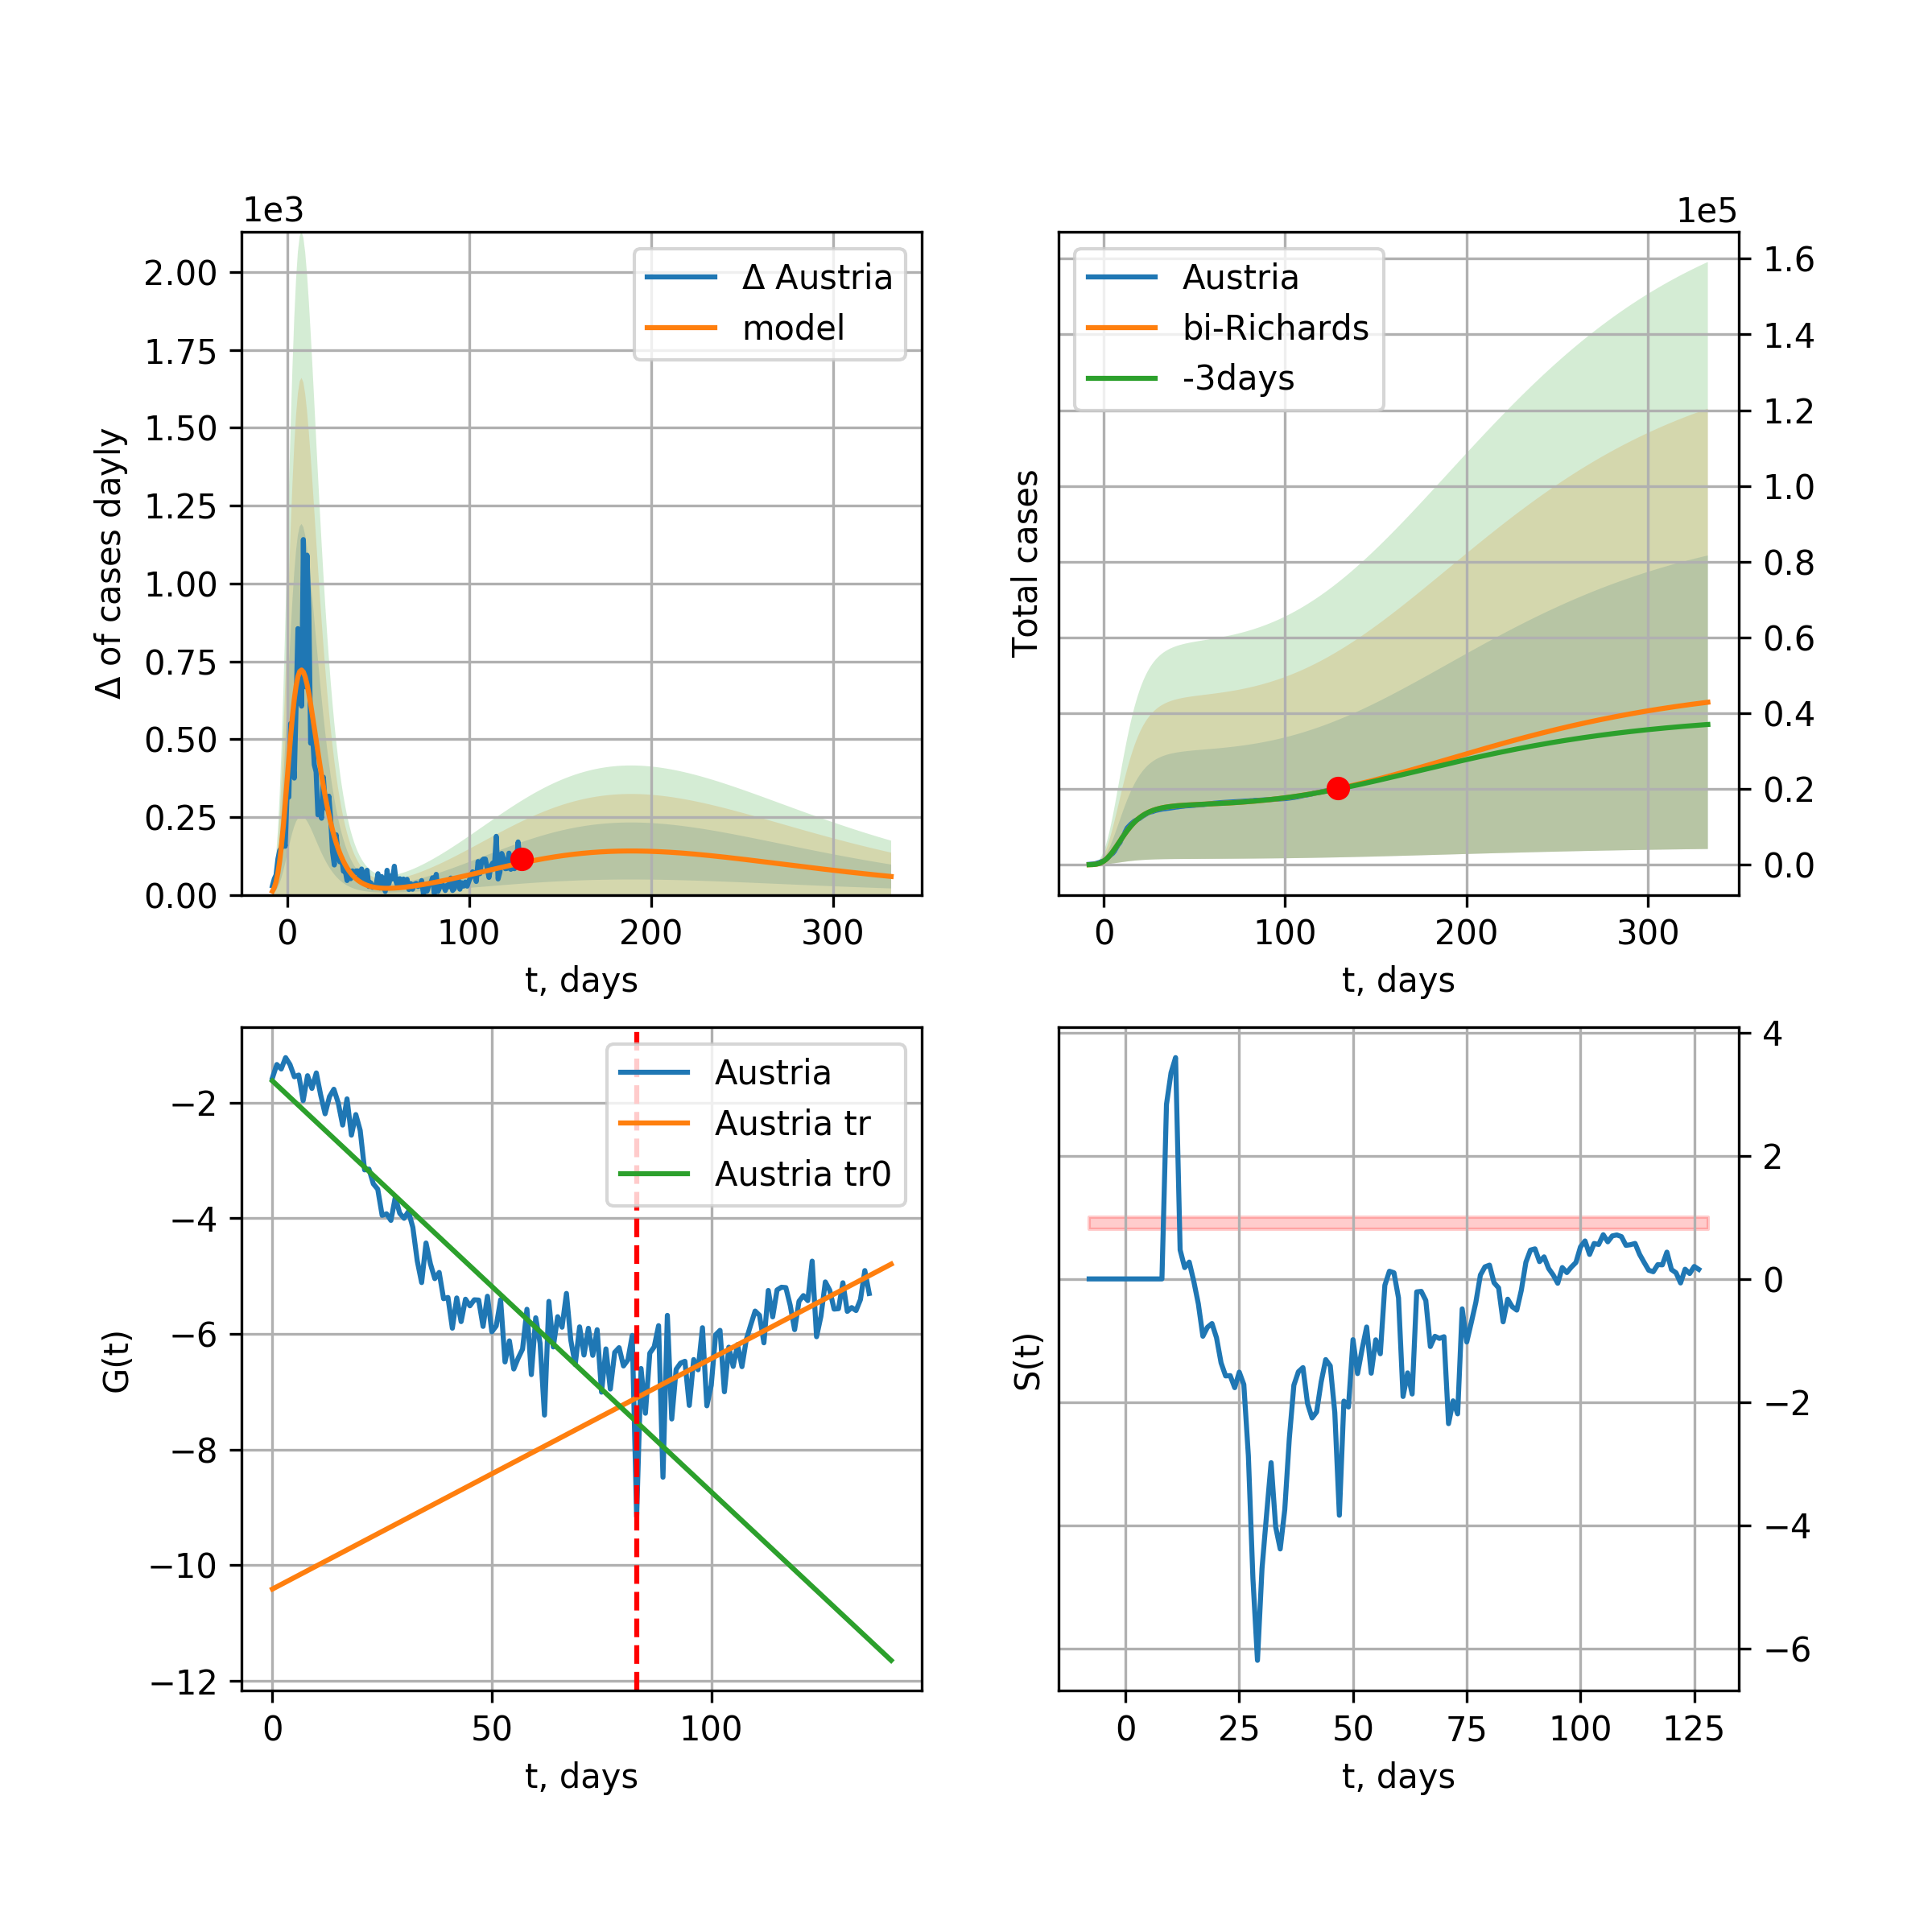 1e3
2.00
1.75
1.50
1.25
1.00
0.75
0.50
0.25
0.00
Δ of cases dayly
0
100
200
300
t, days
Δ Austria
model
1e5
1.6
1.4
1.2
1.0
0.8
0.6
0.4
0.2
0.0
Total cases
0
100
200
300
t, days
Austria
bi-Richards
-3days
−2
−4
−6
−8
−10
−12
G(t)
0
50
100
t, days
Austria
Austria tr
Austria tr0
4
2
0
−2
−4
−6
S(t)
0
25
50
75
100
125
t, days